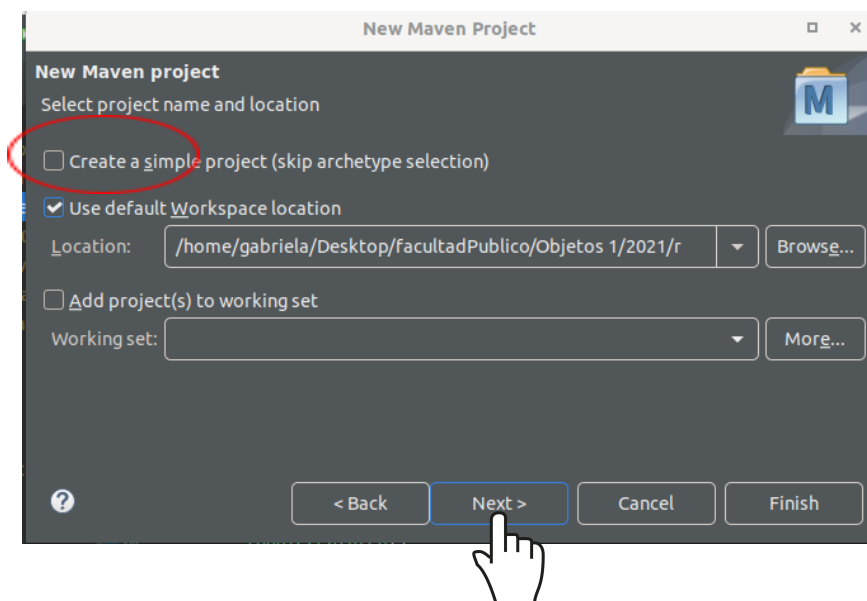 New Maven Project
New Maven project
Select project name and location
M
Create a simple project (skip archetype selection)
Use default Workspace location
Location: /home/gabriela/Desktop/facultadPublico/Objetos 1/2021/r Browse...
Add project(s) to working set
Working set: More...
? < Back Next > Cancel Finish